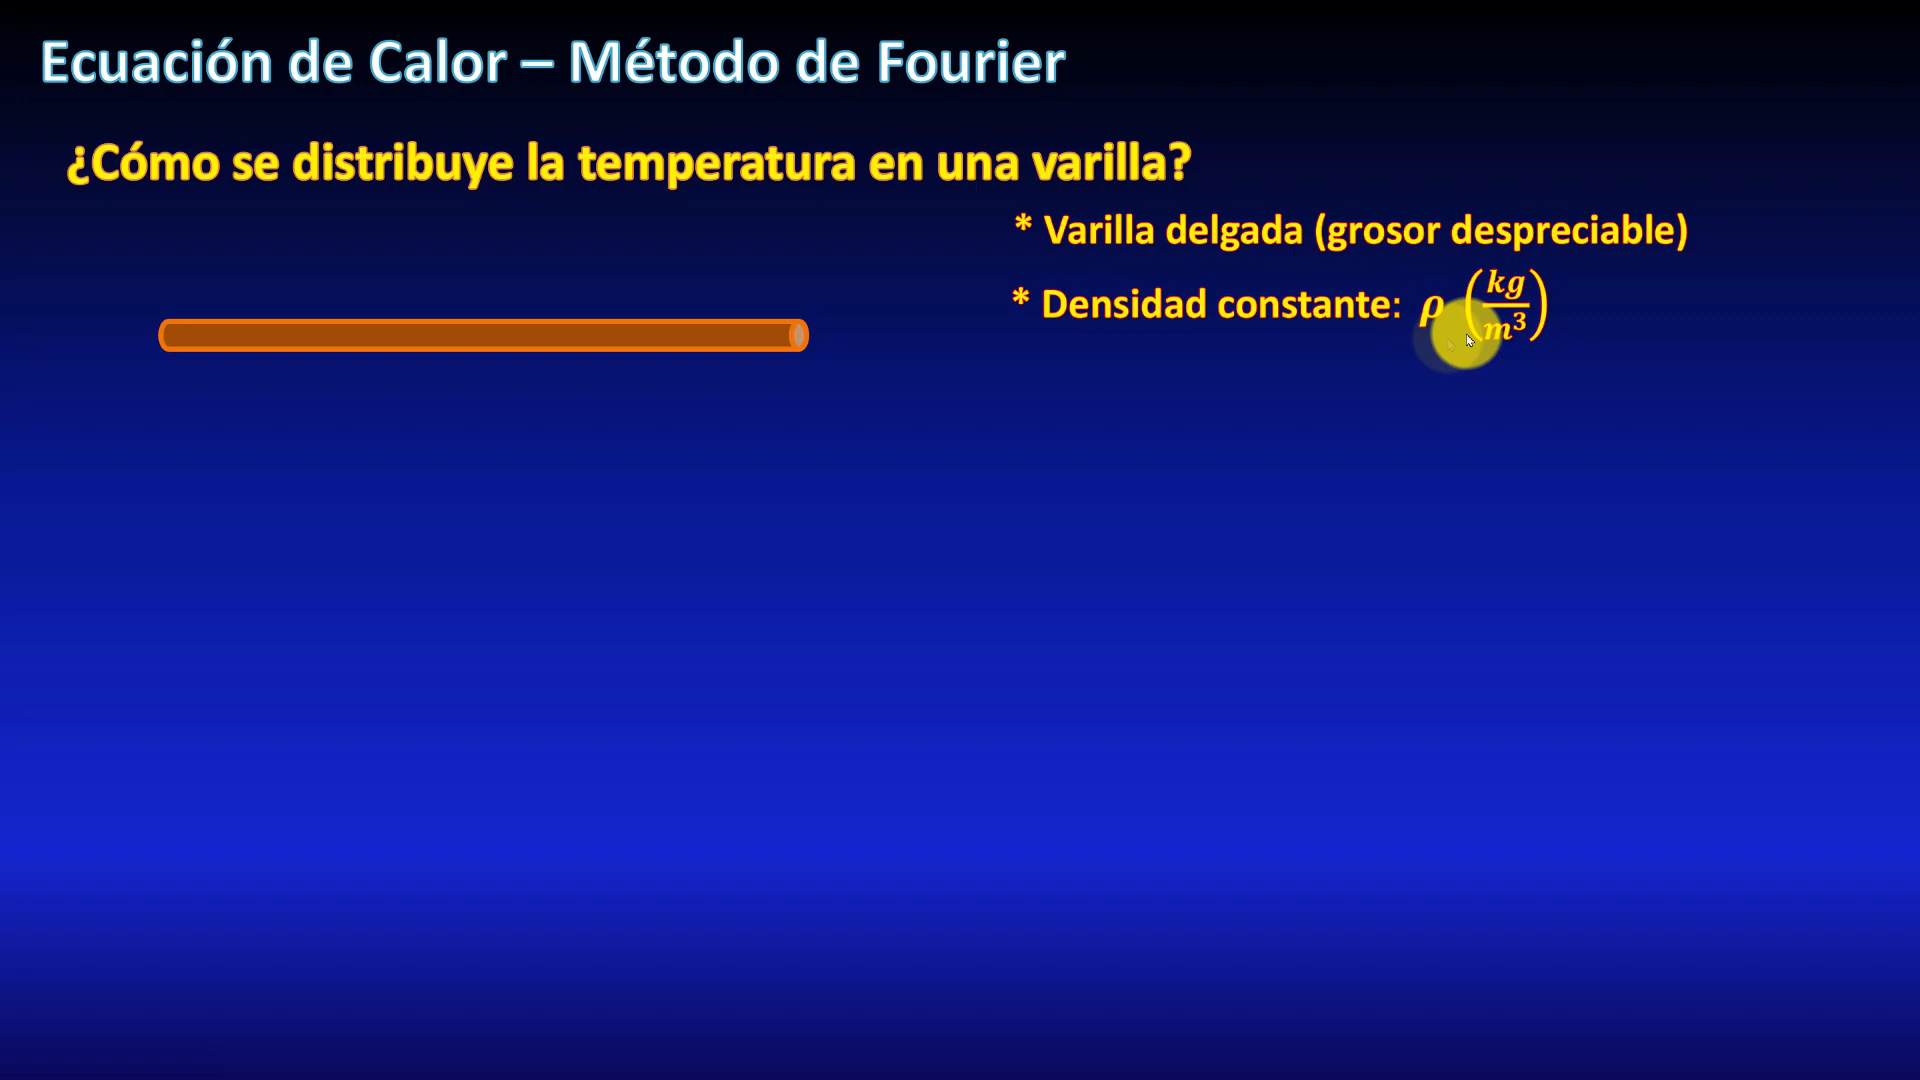 Ecuación de Calor – Método de Fourier
¿Cómo se distribuye la temperatura en una varilla?
* Varilla delgada (grosor despreciable)
* Densidad constante: ρ (kg/m³)